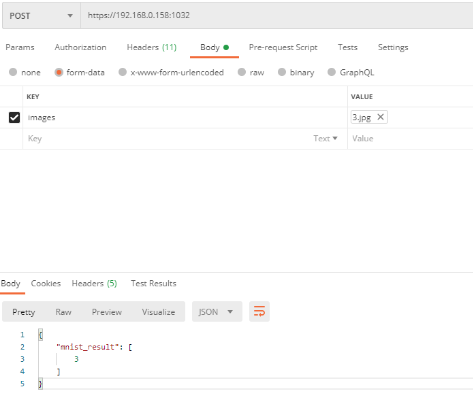 POST https://192.168.0.158:1032
Params Authorization Headers (11) Body Pre-request Script Tests Settings
none form-data x-www-form-urlencoded raw binary GraphQL
KEY VALUE
images 3.jpg
Key Text Value
Body Cookies Headers (5) Test Results
Pretty Raw Preview Visualize JSON
1 {
2 "mnist_result": [
3 3
4 ]
5 }